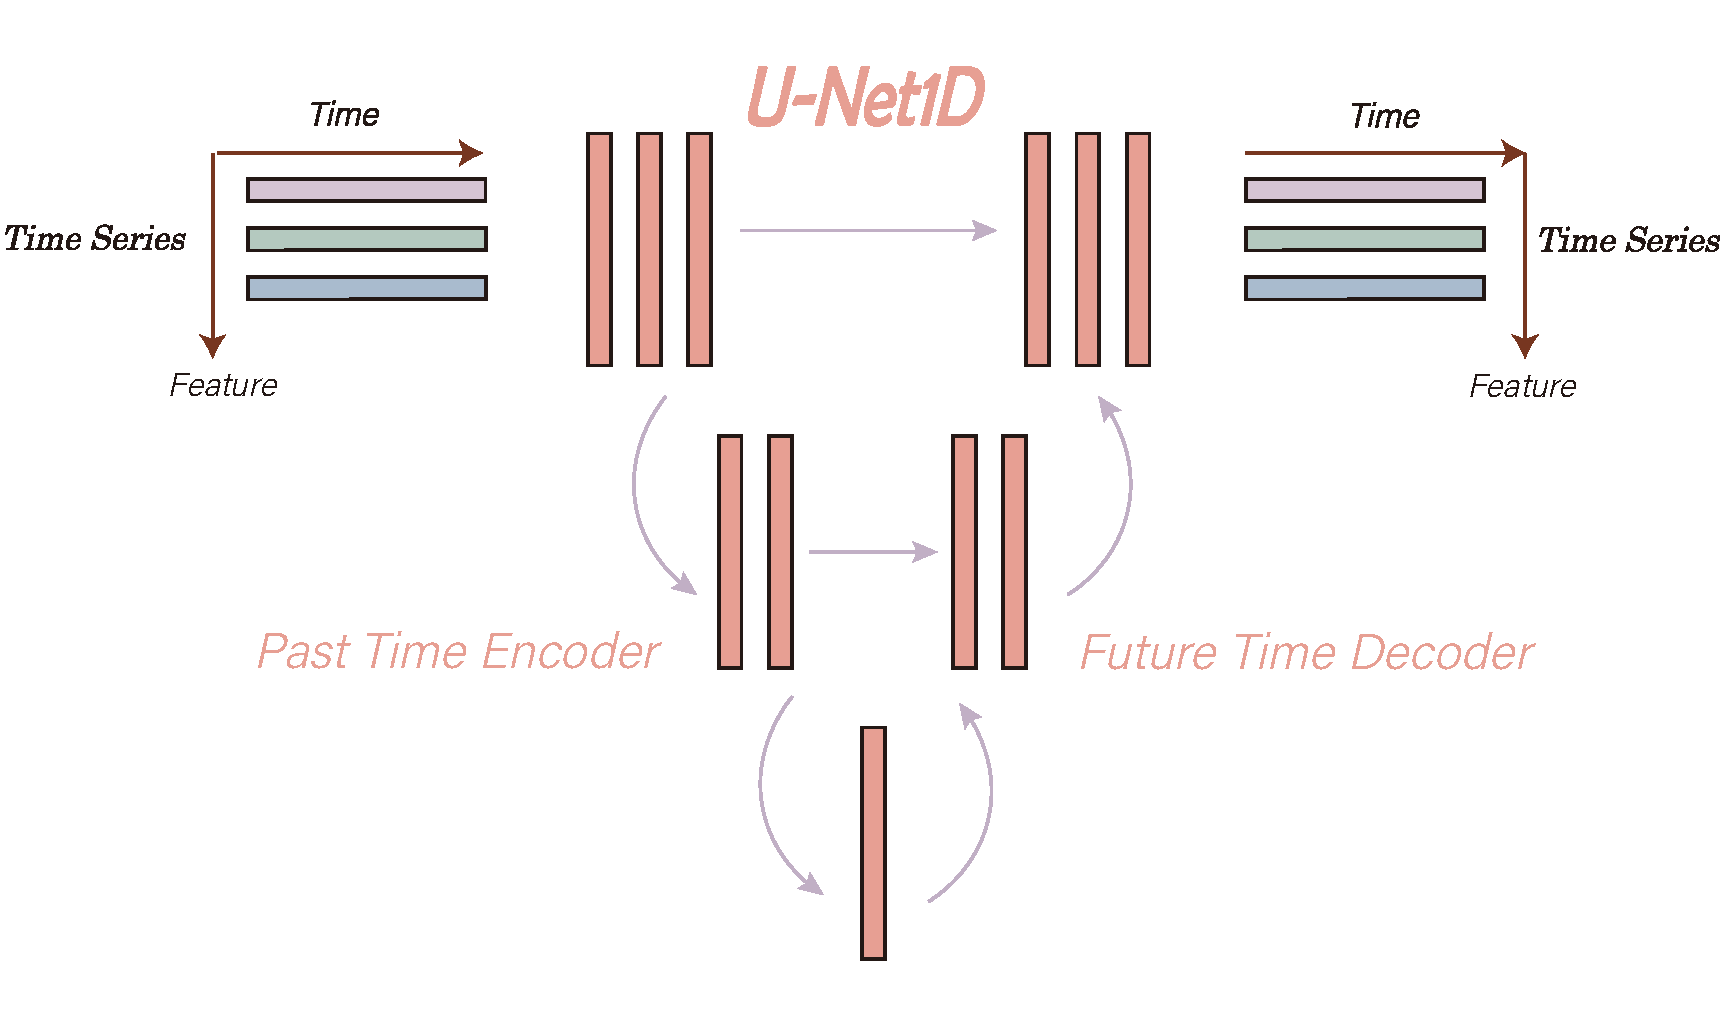 U-Net1D
Time
Time
Time Series
Time Series
Feature
Feature
Past Time Encoder
Future Time Decoder